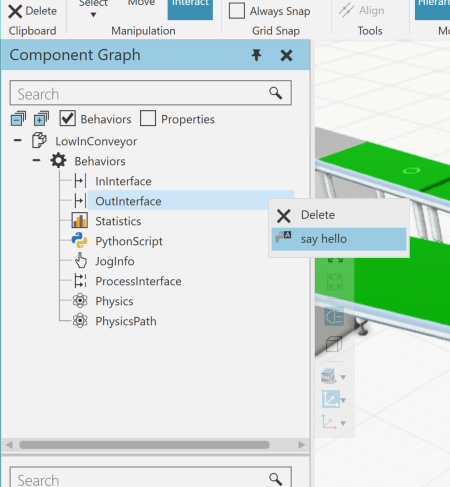 Delete
Select
Move
Interact
Always Snap
Align
Hierarc
Clipboard
Manipulation
Grid Snap
Tools
Mo
Component Graph
Search
Behaviors
Properties
LowInConveyor
Behaviors
InInterface
OutInterface
Statistics
PythonScript
JogInfo
ProcessInterface
Physics
PhysicsPath
Delete
say hello
Search